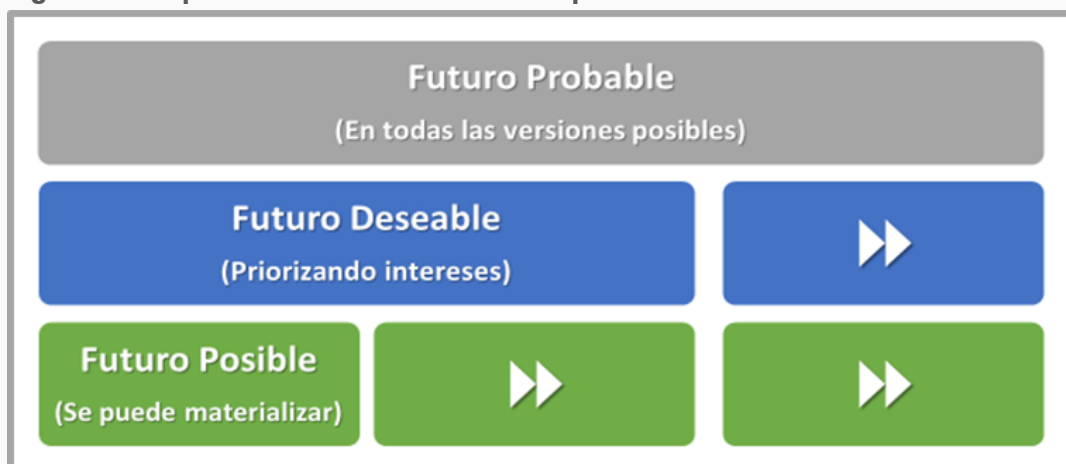 Futuro Probable
(En todas las versiones posibles)
Futuro Deseable
(Priorizando intereses)
Futuro Posible
(Se puede materializar)